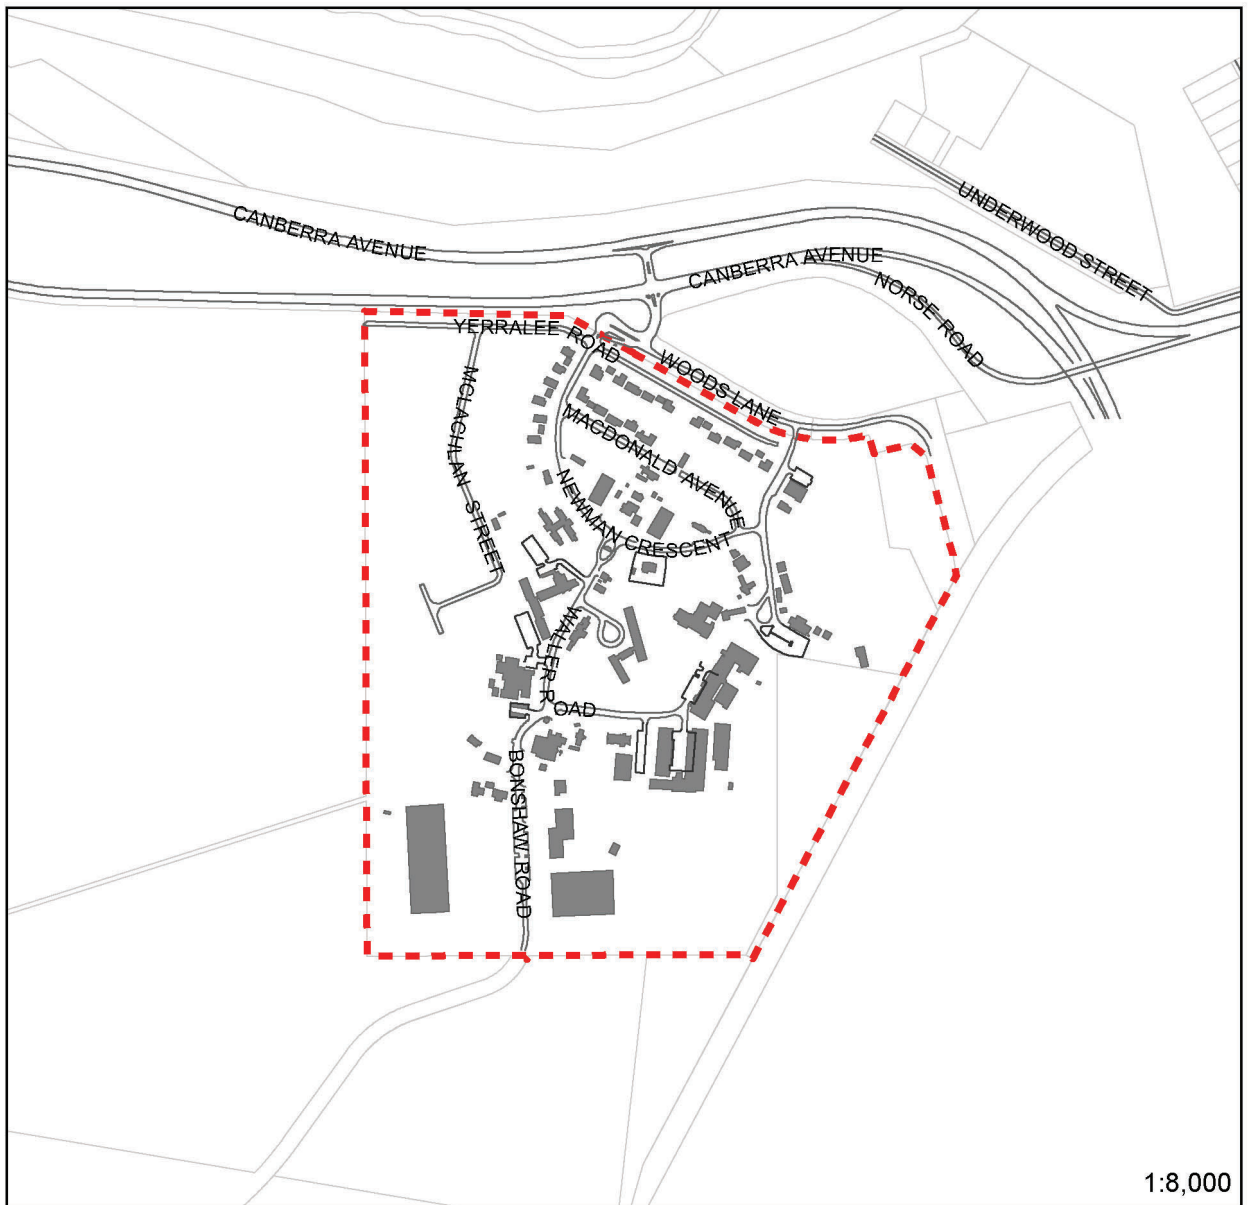 CANBERRA AVENUE
UNDERWOOD STREET
CANBERRA AVENUE
NORSE ROAD
YERRALEE ROAD
WOODS LANE
MCLACHLAN STREET
MACDONALD AVENUE
NEWMAN CRESCENT
WALLER ROAD
BONSHAW ROAD
1:8,000